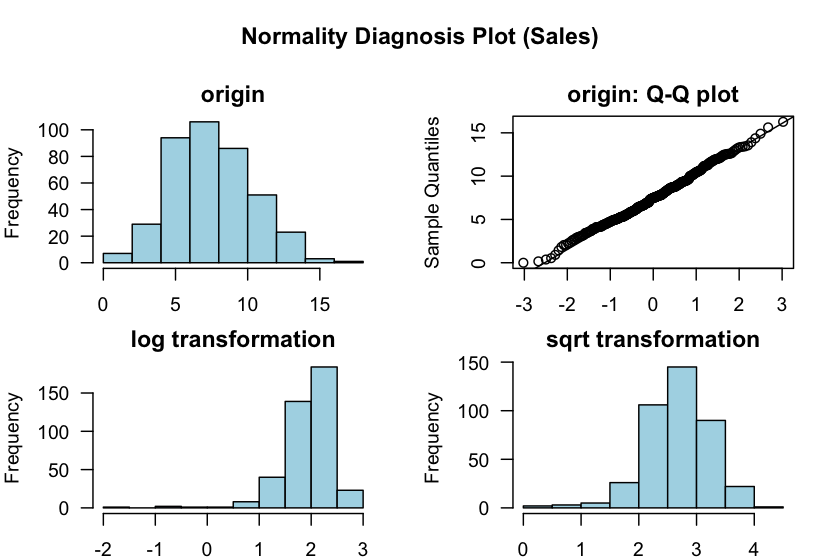 Normality Diagnosis Plot (Sales)
origin
Frequency
100
80
60
40
20
0
0 5 10 15
origin: Q-Q plot
Sample Quantiles
15
10
5
0
-3 -2 -1 0 1 2 3
log transformation
Frequency
150
100
50
0
-2 -1 0 1 2 3
sqrt transformation
Frequency
150
100
50
0
0 1 2 3 4